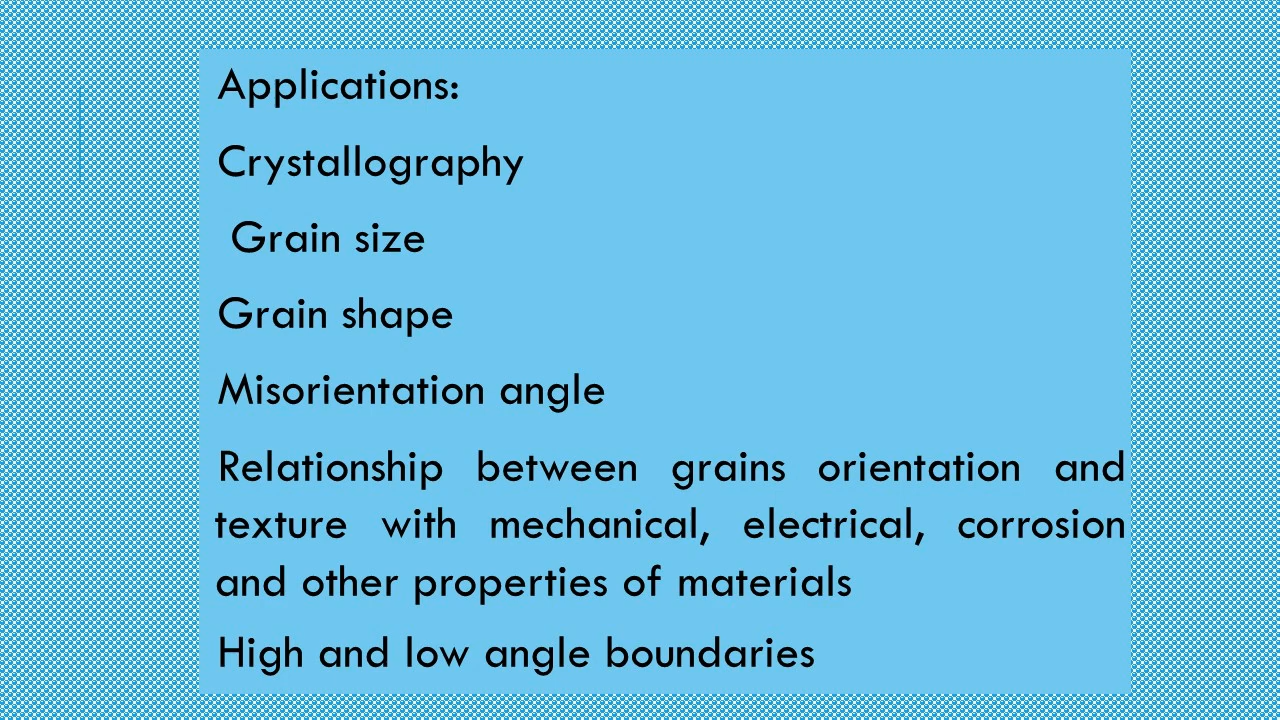 Applications:
Crystallography
Grain size
Grain shape
Misorientation angle
Relationship between grains orientation and
texture with mechanical, electrical, corrosion
and other properties of materials
High and low angle boundaries